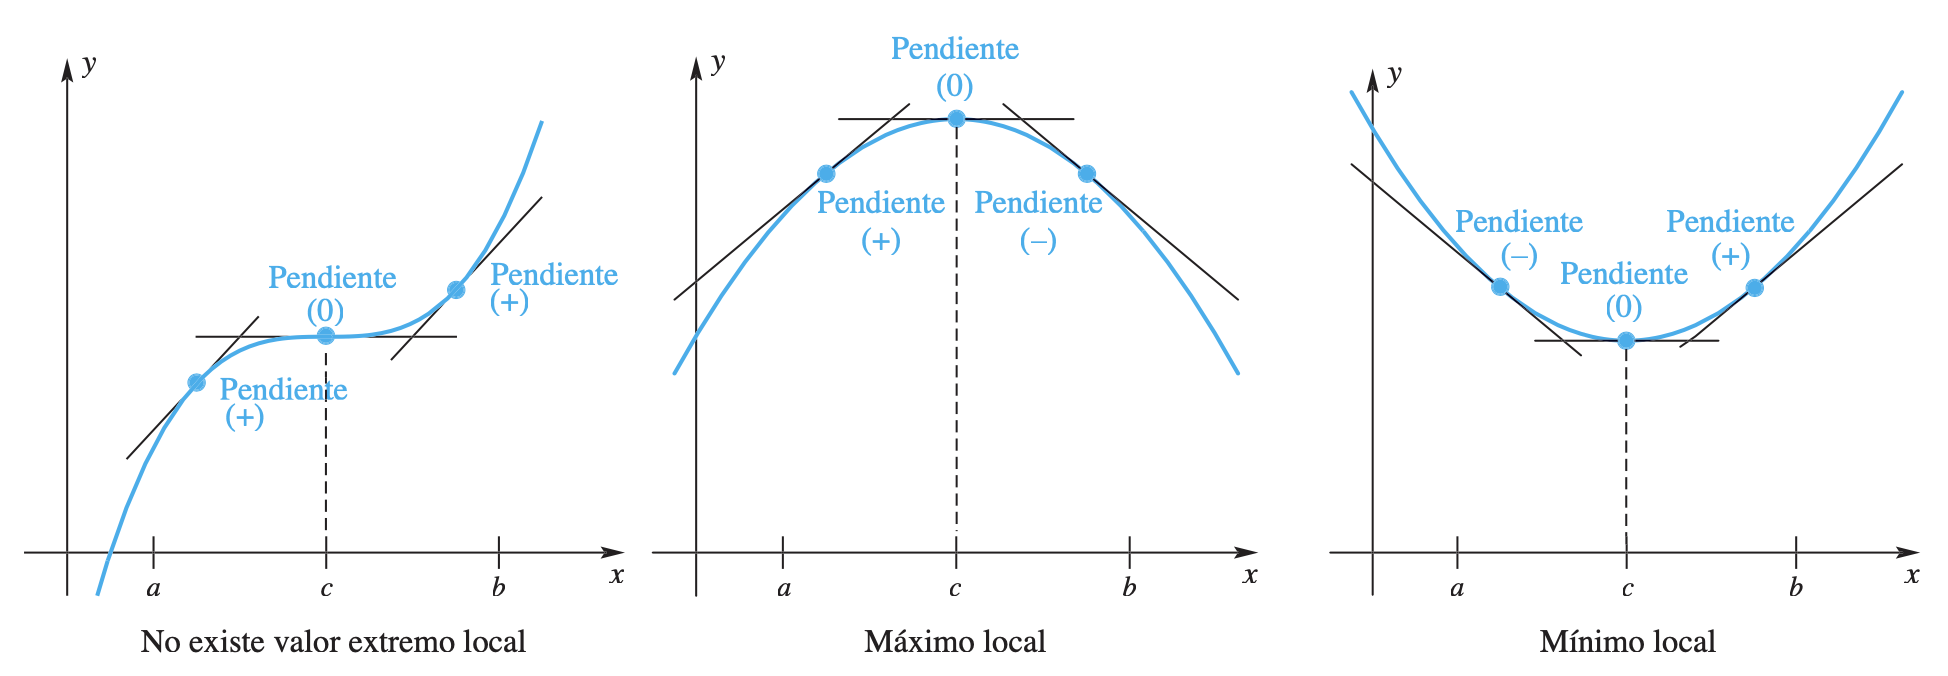 y
Pendiente
(0)
Pendiente
(+)
Pendiente
(+)
a
c
b
x
No existe valor extremo local
y
Pendiente
(0)
Pendiente
(+)
Pendiente
(–)
a
c
b
x
Máximo local
y
Pendiente
(–)
Pendiente
(0)
Pendiente
(+)
a
c
b
x
Mínimo local